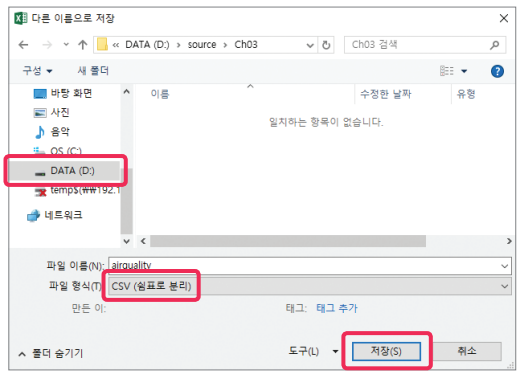 다른 이름으로 저장
« DATA (D:) › source › Ch03
Ch03 검색
구성
새 폴더
바탕 화면
이름
수정한 날짜
유형
사진
일치하는 항목이 없습니다.
음악
OS (C:)
DATA (D:)
temp$(₩₩192.1
네트워크
파일 이름(N): airquality
파일 형식(T): CSV (쉼표로 분리)
만든 이:
태그: 태그 추가
폴더 숨기기
도구(L)
저장(S)
취소